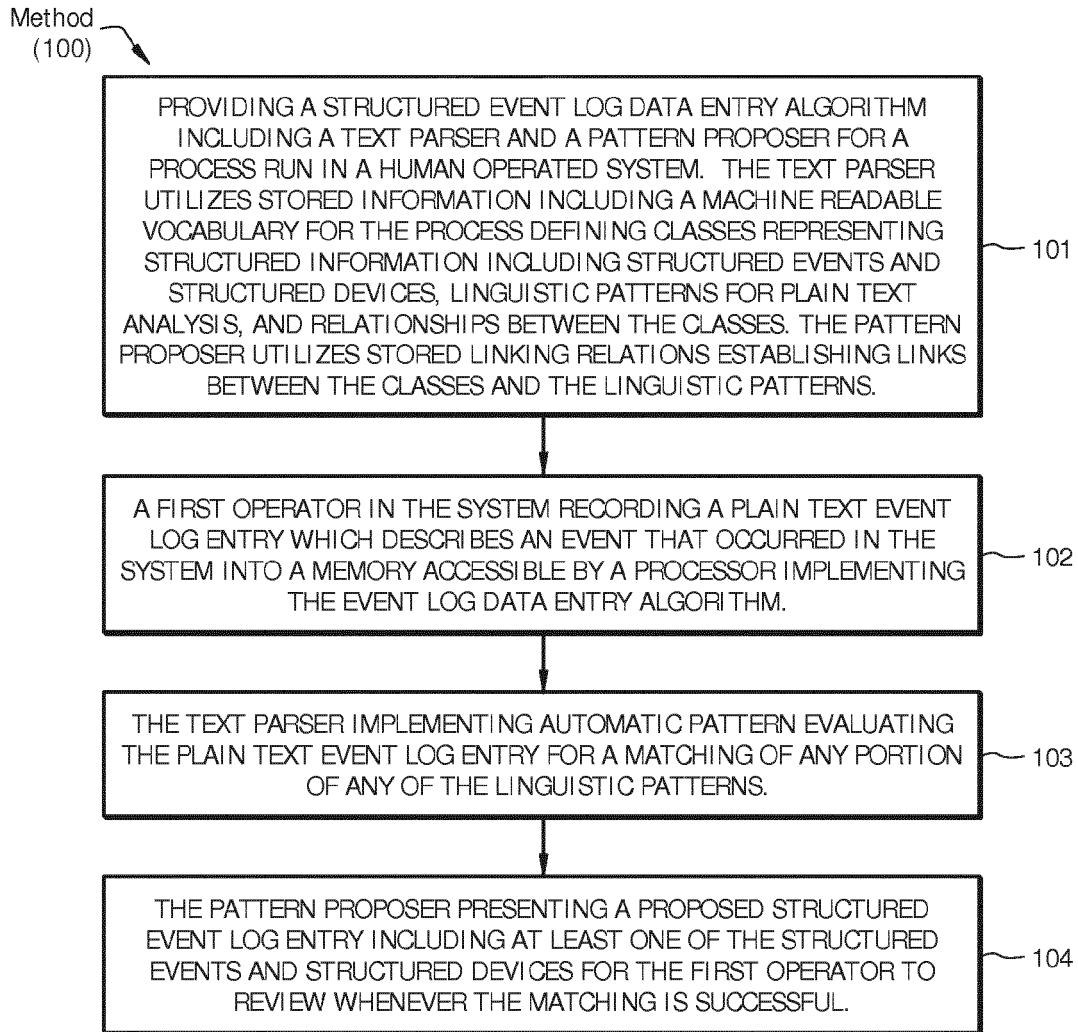 Method
(100)
PROVIDING A STRUCTURED EVENT LOG DATA ENTRY ALGORITHM
INCLUDING A TEXT PARSER AND A PATTERN PROPOSER FOR A
PROCESS RUN IN A HUMAN OPERATED SYSTEM. THE TEXT PARSER
UTILIZES STORED INFORMATION INCLUDING A MACHINE READABLE
VOCABULARY FOR THE PROCESS DEFINING CLASSES REPRESENTING
STRUCTURED INFORMATION INCLUDING STRUCTURED EVENTS AND
STRUCTURED DEVICES, LINGUISTIC PATTERNS FOR PLAIN TEXT
ANALYSIS, AND RELATIONSHIPS BETWEEN THE CLASSES. THE PATTERN
PROPOSER UTILIZES STORED LINKING RELATIONS ESTABLISHING LINKS
BETWEEN THE CLASSES AND THE LINGUISTIC PATTERNS.
101
A FIRST OPERATOR IN THE SYSTEM RECORDING A PLAIN TEXT EVENT
LOG ENTRY WHICH DESCRIBES AN EVENT THAT OCCURRED IN THE
SYSTEM INTO A MEMORY ACCESSIBLE BY A PROCESSOR IMPLEMENTING
THE EVENT LOG DATA ENTRY ALGORITHM.
102
THE TEXT PARSER IMPLEMENTING AUTOMATIC PATTERN EVALUATING
THE PLAIN TEXT EVENT LOG ENTRY FOR A MATCHING OF ANY PORTION
OF ANY OF THE LINGUISTIC PATTERNS.
103
THE PATTERN PROPOSER PRESENTING A PROPOSED STRUCTURED
EVENT LOG ENTRY INCLUDING AT LEAST ONE OF THE STRUCTURED
EVENTS AND STRUCTURED DEVICES FOR THE FIRST OPERATOR TO
REVIEW WHENEVER THE MATCHING IS SUCCESSFUL.
104